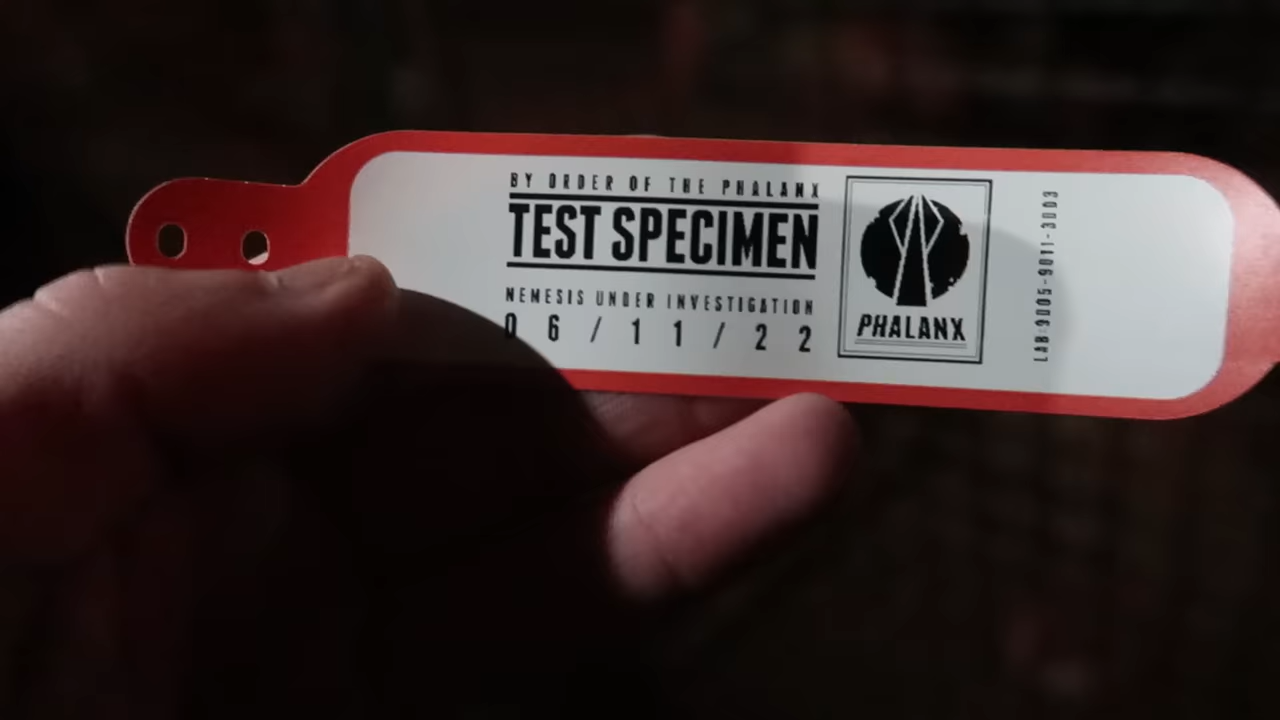 BY ORDER OF THE PHALANX
TEST SPECIMEN
NEMESIS UNDER INVESTIGATION
06/11/22
PHALANX
LAB:9005-9011-3003